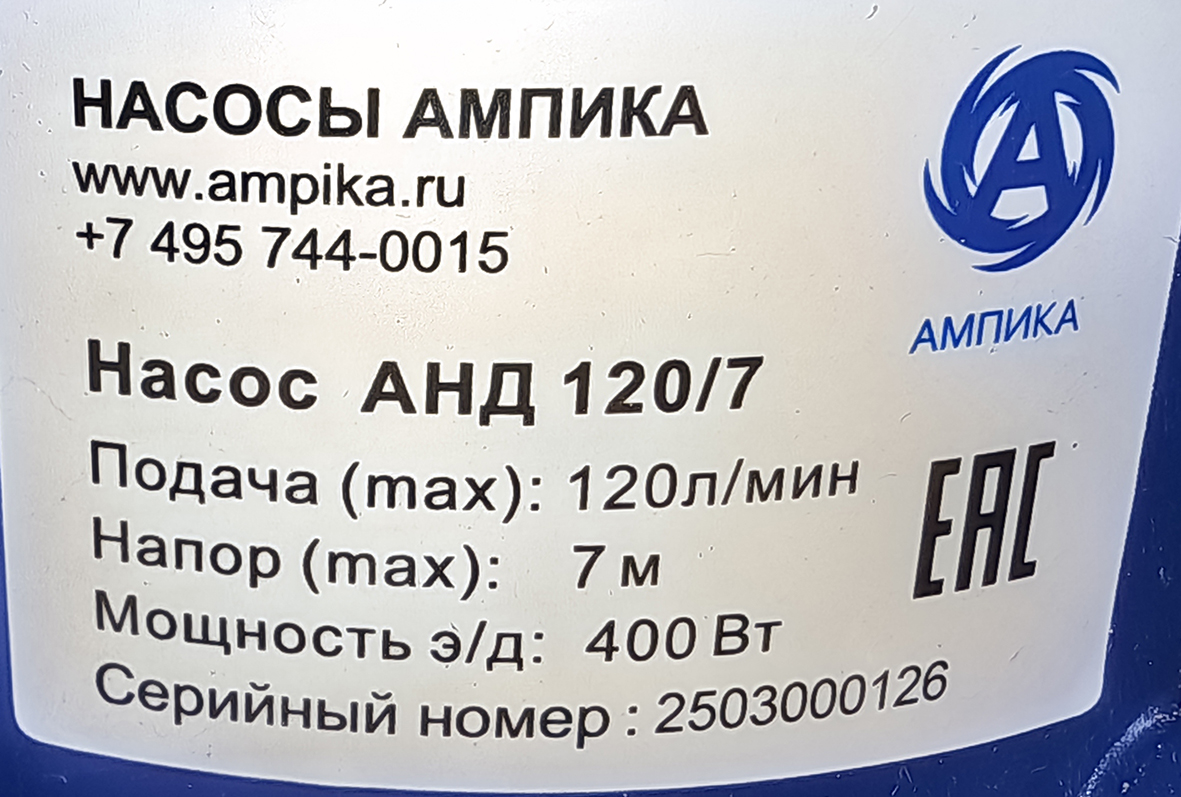 НАСОСЫ АМПИКА
www.ampika.ru
+7 495 744-0015
АМПИКА
Насос АНД 120/7
Подача (max): 120л/мин
Напор (max): 7 м
Мощность э/д: 400 Вт
Серийный номер : 2503000126
EAC